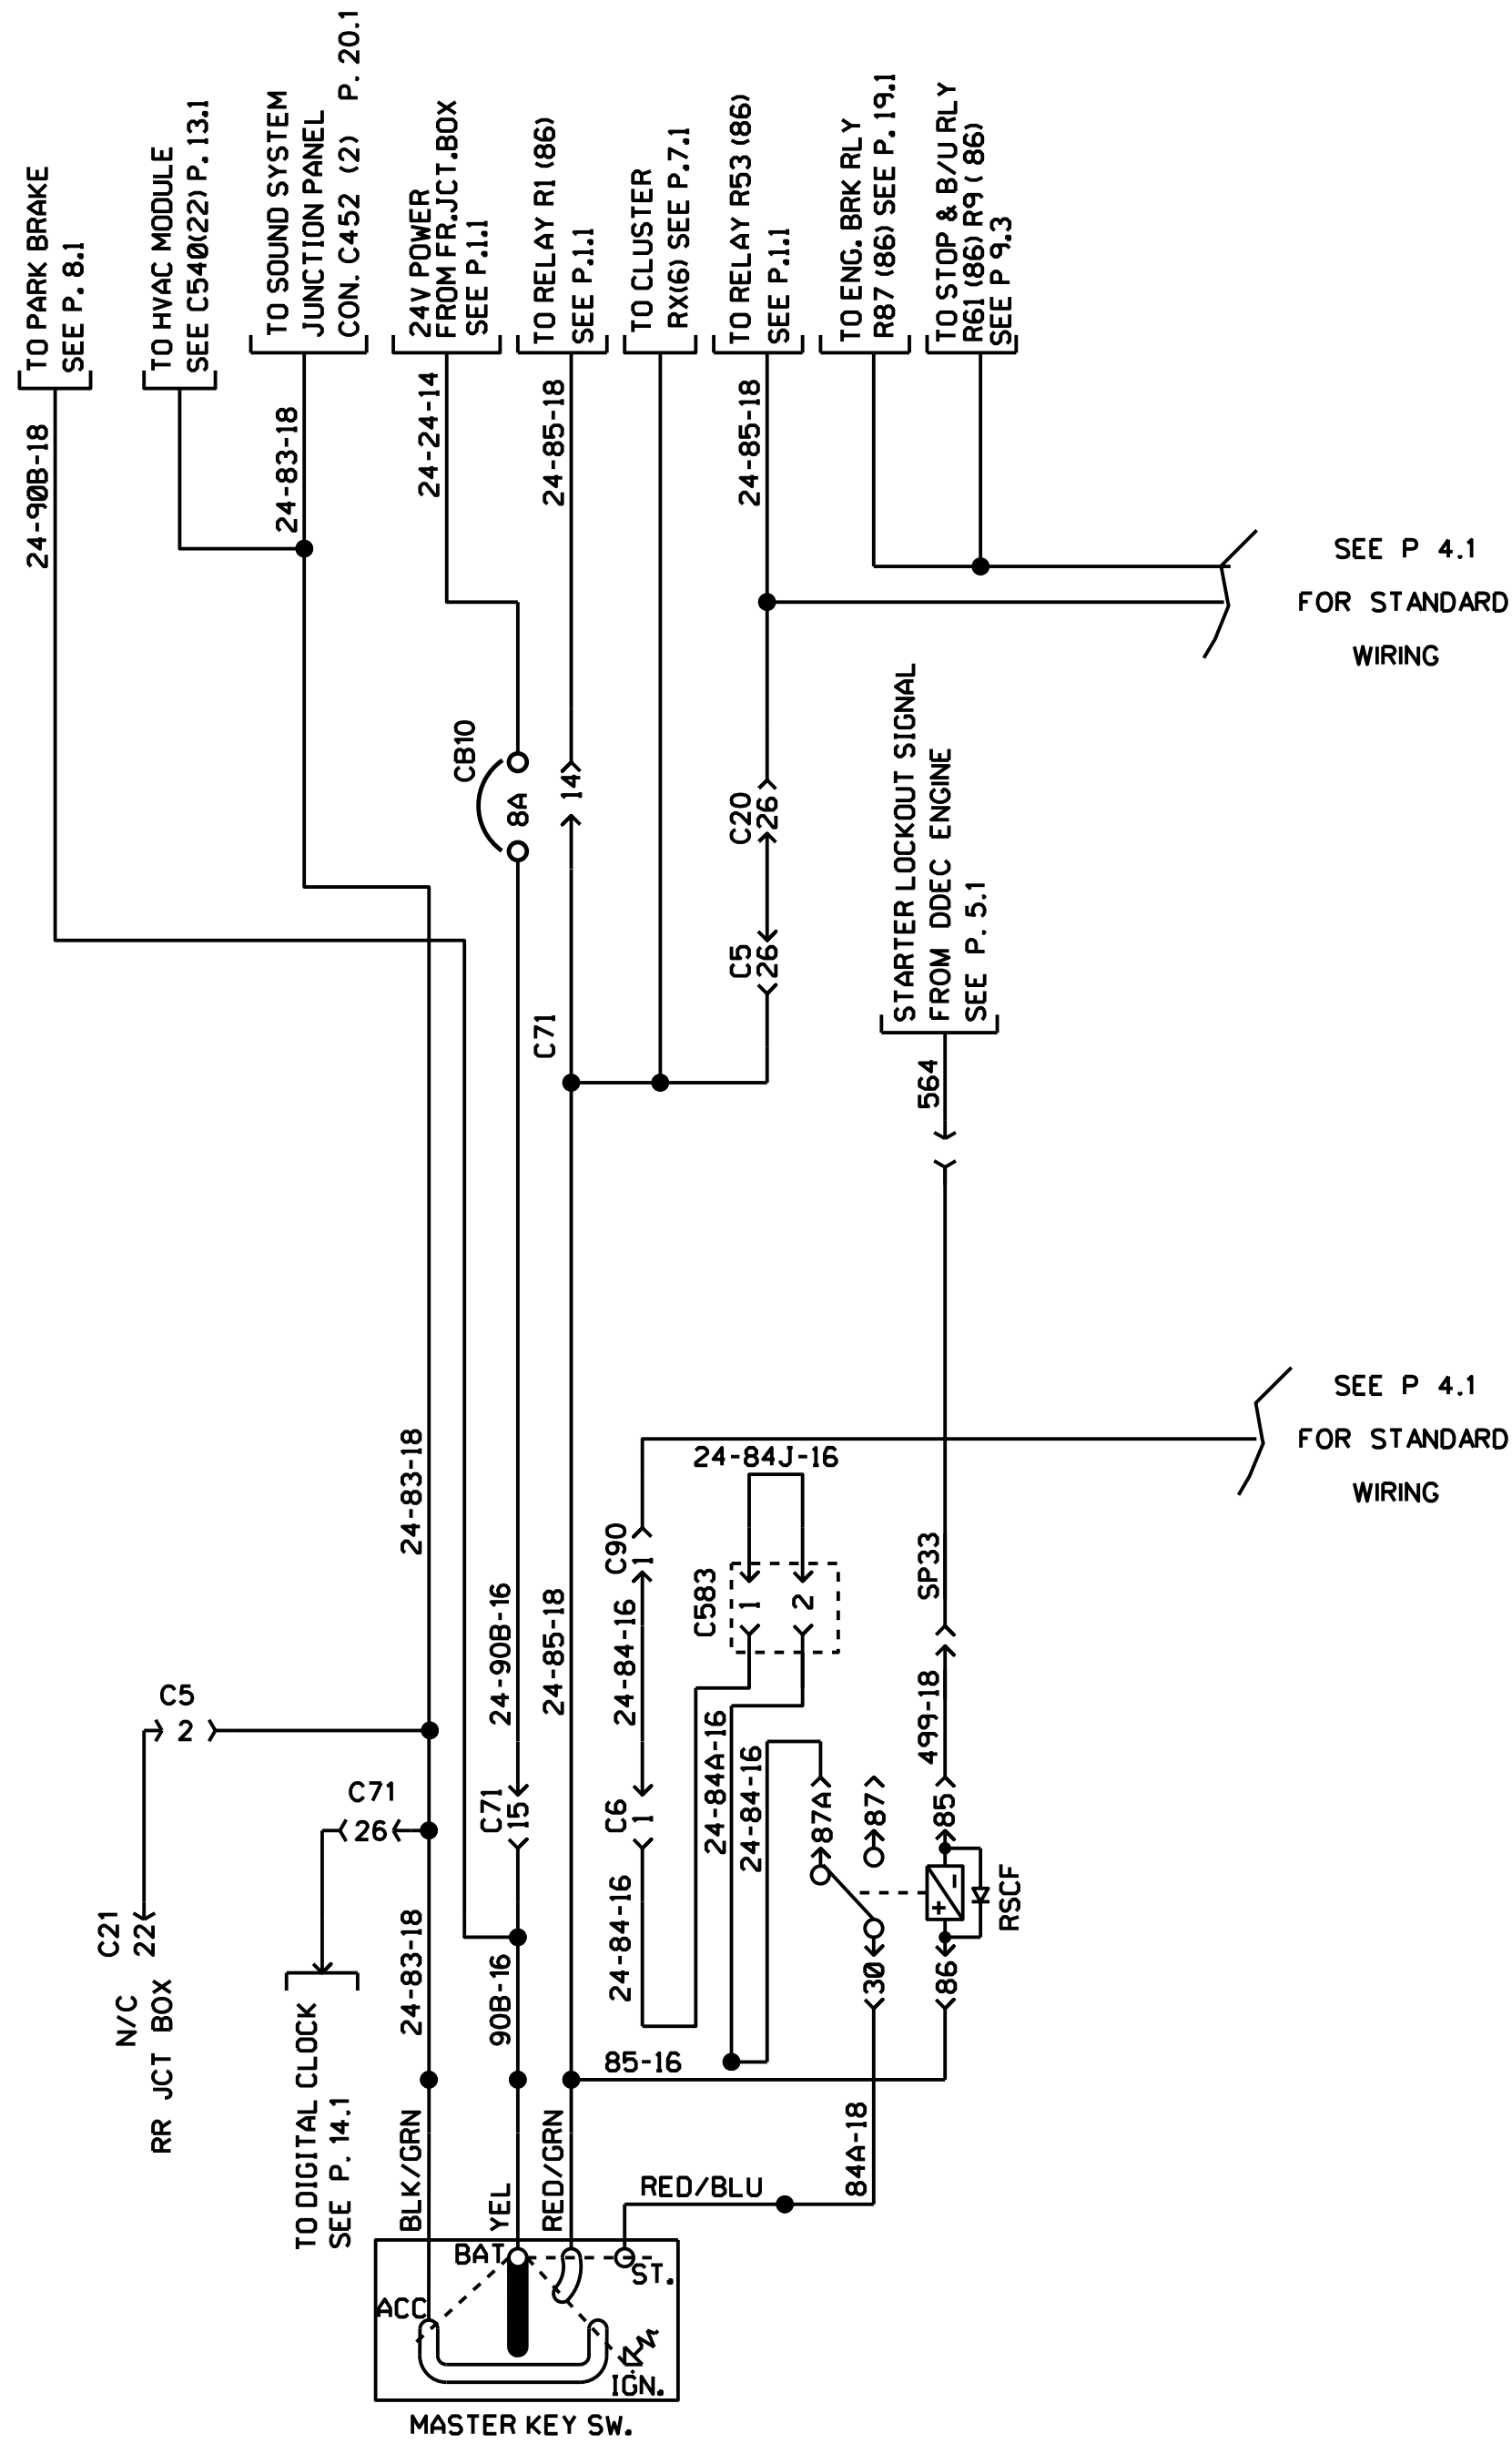 TO PARK BRAKE
SEE P. 8.1
TO HVAC MODULE
SEE C540(22) P. 13.1
TO SOUND SYSTEM
JUNCTION PANEL
CON. C452 (2) P. 20.1
24V POWER
FROM FR.JCT.BOX
SEE P.1.1
TO RELAY R1 (86)
SEE P.1.1
TO CLUSTER
RX(6) SEE P.7.1
TO RELAY R53 (86)
SEE P.1.1
TO ENG. BRK RLY
R87 (86) SEE P. 19.1
TO STOP & B/U RLY
R61 (86) R9 ( 86)
SEE P 9.3
24-90B-18
24-83-18
24-24-14
24-85-18
24-85-18
SEE P 4.1
FOR STANDARD
WIRING
CB10
8A
14
C20
26
C5
26
C71
STARTER LOCKOUT SIGNAL
FROM DDEC ENGINE
SEE P. 5.1
564
SEE P 4.1
FOR STANDARD
WIRING
24-83-18
24-84J-16
C90
1
C583
1
2
SP33
24-90B-16
24-85-18
24-84-16
499-18
C5
2
C71
26
C71
15
C6
1
24-84A-16
24-84-16
87A
87
85
C21
22
N/C
RR JCT BOX
24-83-18
90B-16
24-84-16
30
86
+
-
RSCF
TO DIGITAL CLOCK
SEE P. 14.1
85-16
BLK/GRN
YEL
RED/GRN
RED/BLU
84A-18
BAT
ST.
ACC
IGN.
MASTER KEY SW.